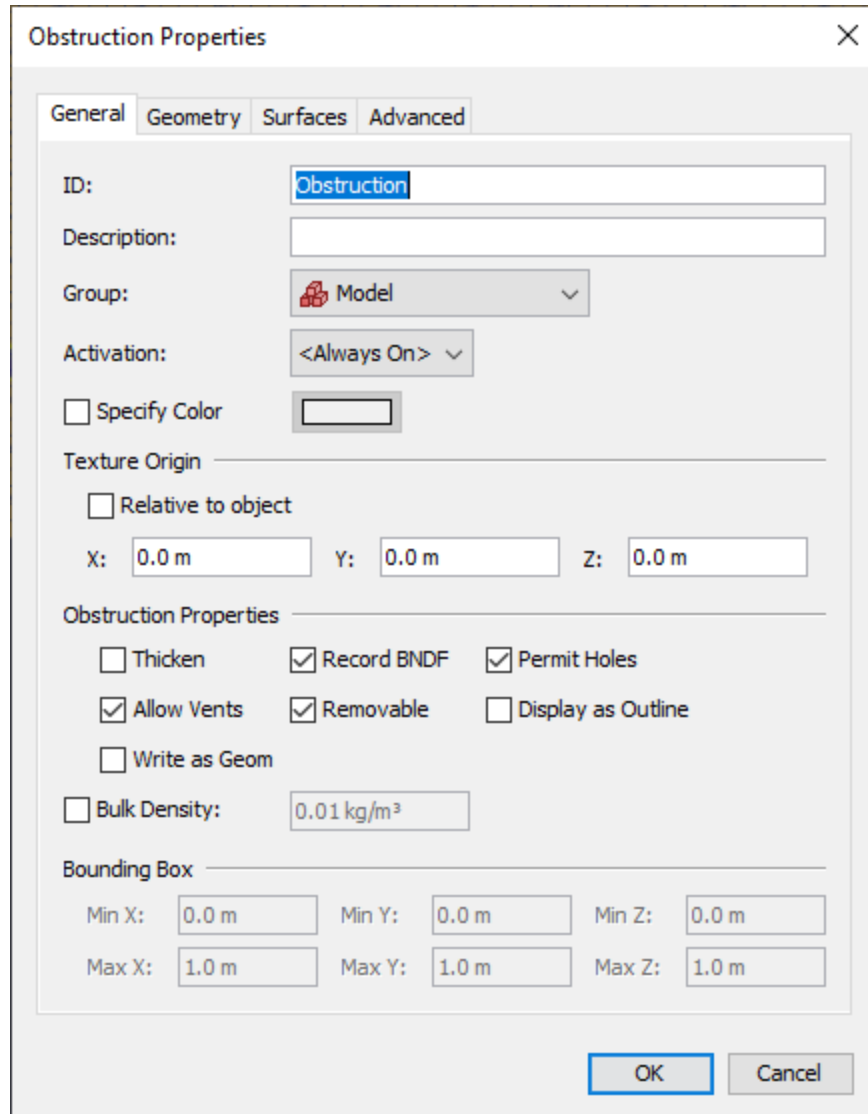 Obstruction Properties
General Geometry Surfaces Advanced
ID: Obstruction
Description:
Group: Model
Activation: <Always On>
Specify Color
Texture Origin
Relative to object
X: 0.0 m Y: 0.0 m Z: 0.0 m
Obstruction Properties
Thicken Record BNDF Permit Holes
Allow Vents Removable Display as Outline
Write as Geom
Bulk Density: 0.01 kg/m³
Bounding Box
Min X: 0.0 m Min Y: 0.0 m Min Z: 0.0 m
Max X: 1.0 m Max Y: 1.0 m Max Z: 1.0 m
OK Cancel